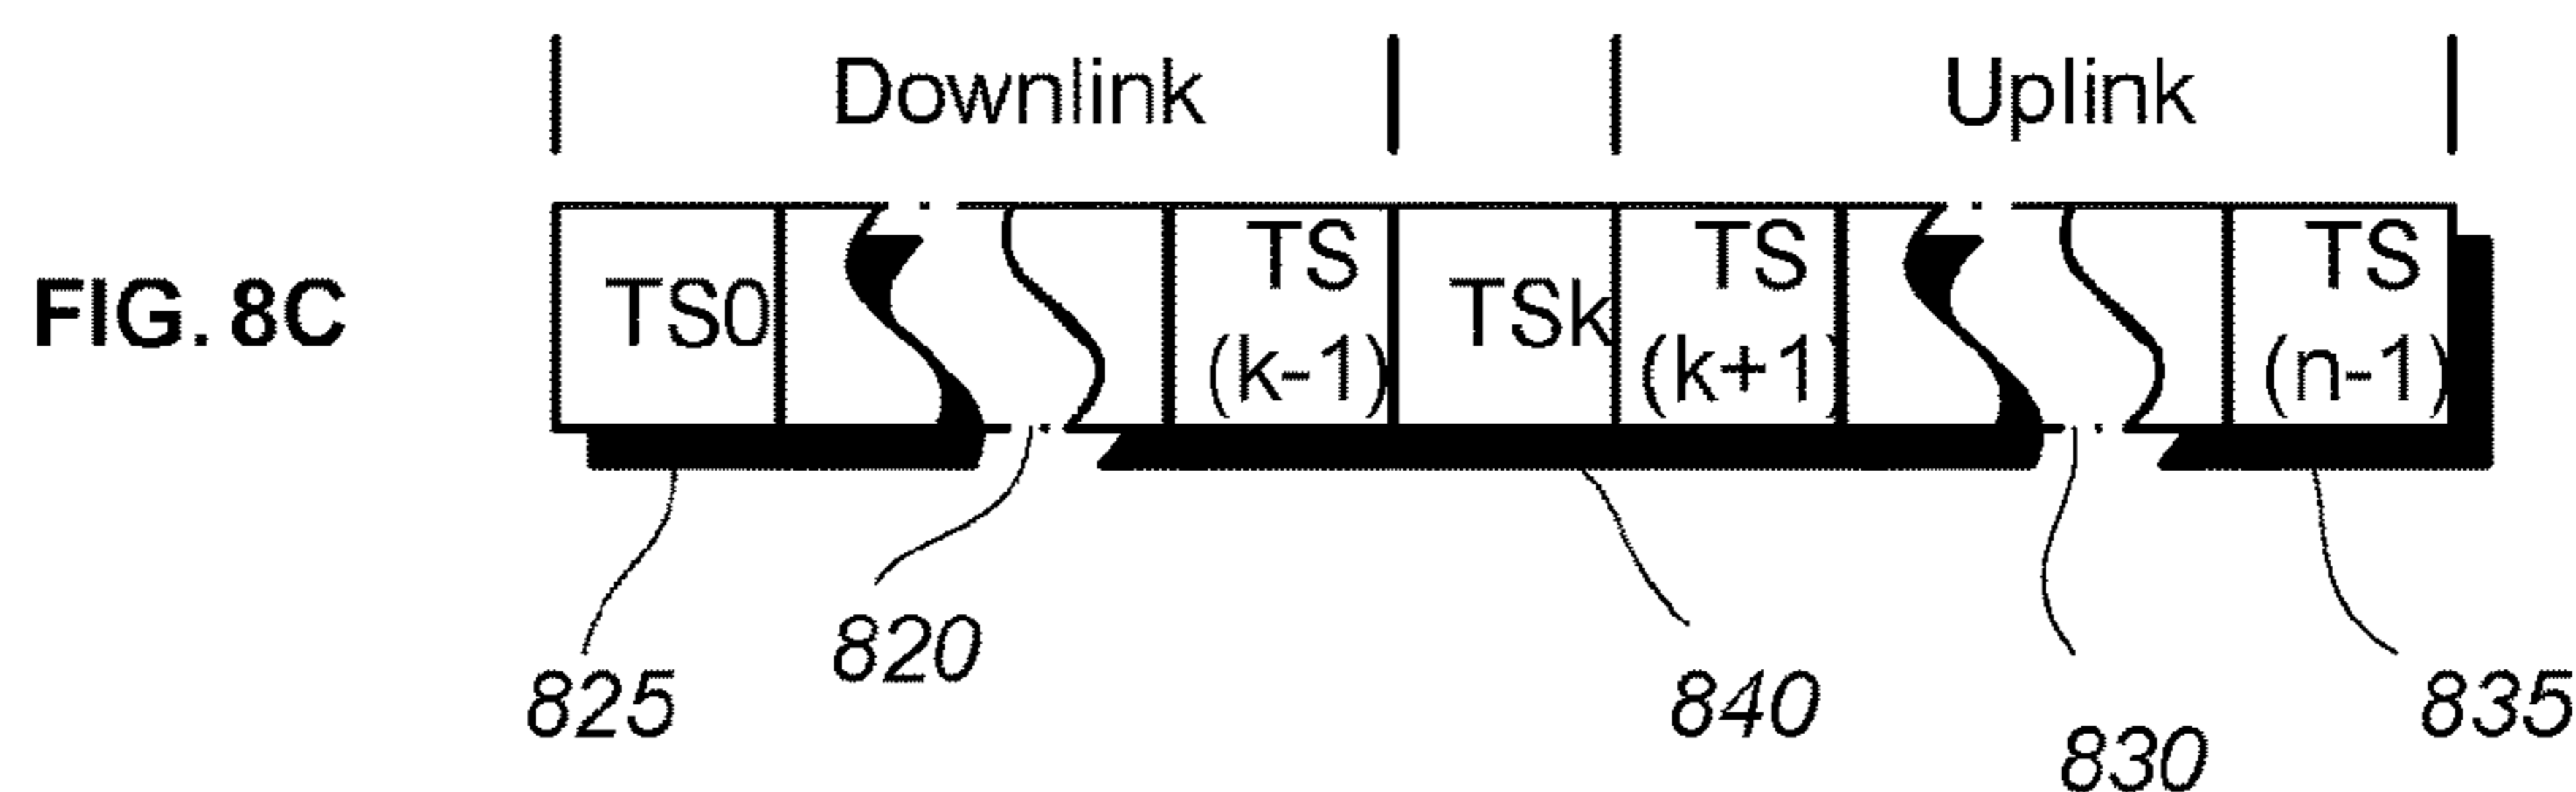 Downlink Uplink
FIG. 8C
TS0 TS (k-1) TSk TS (k+1) TS (n-1)
825 820 840 830 835